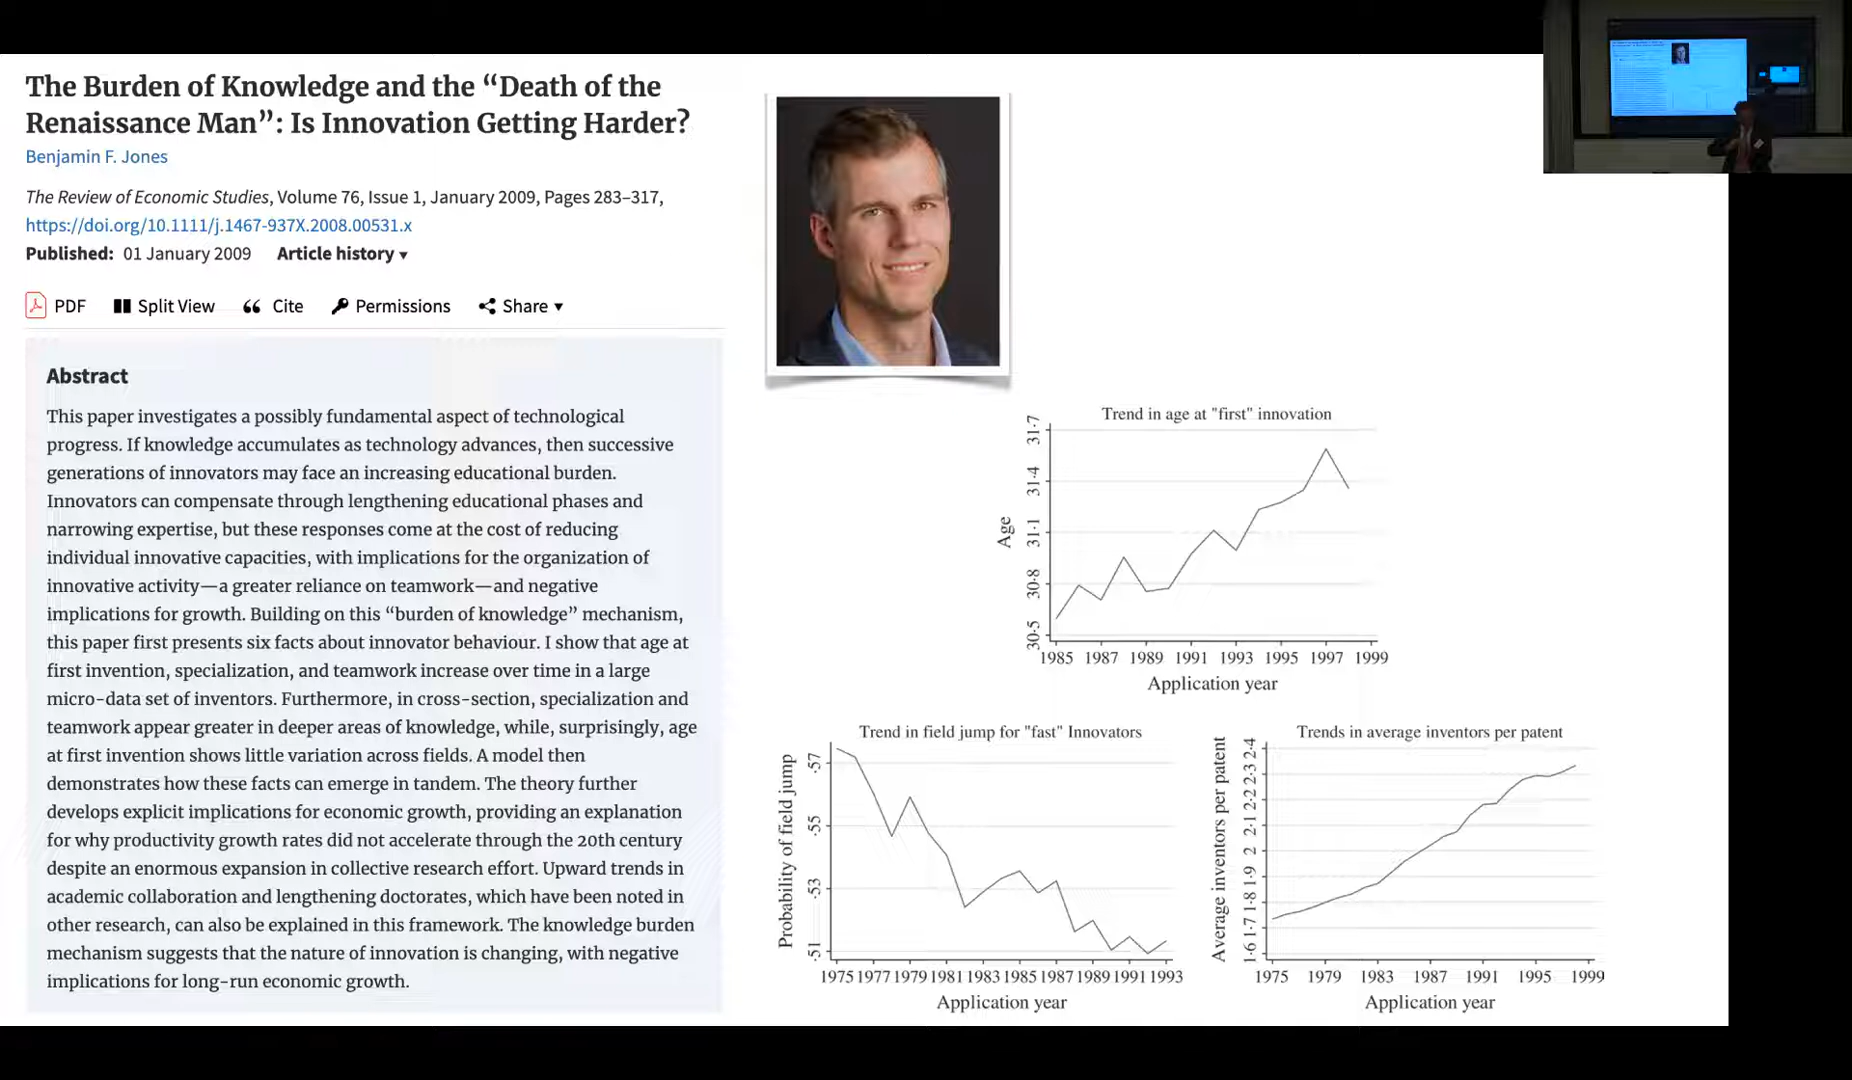 The Burden of Knowledge and the “Death of the
Renaissance Man”: Is Innovation Getting Harder?
Benjamin F. Jones
The Review of Economic Studies, Volume 76, Issue 1, January 2009, Pages 283–317,
https://doi.org/10.1111/j.1467-937X.2008.00531.x
Published: 01 January 2009 Article history ▾
PDF Split View Cite Permissions Share ▾
Abstract
This paper investigates a possibly fundamental aspect of technological
progress. If knowledge accumulates as technology advances, then successive
generations of innovators may face an increasing educational burden.
Innovators can compensate through lengthening educational phases and
narrowing expertise, but these responses come at the cost of reducing
individual innovative capacities, with implications for the organization of
innovative activity—a greater reliance on teamwork—and negative
implications for growth. Building on this “burden of knowledge” mechanism,
this paper first presents six facts about innovator behaviour. I show that age at
first invention, specialization, and teamwork increase over time in a large
micro-data set of inventors. Furthermore, in cross-section, specialization and
teamwork appear greater in deeper areas of knowledge, while, surprisingly, age
at first invention shows little variation across fields. A model then
demonstrates how these facts can emerge in tandem. The theory further
develops explicit implications for economic growth, providing an explanation
for why productivity growth rates did not accelerate through the 20th century
despite an enormous expansion in collective research effort. Upward trends in
academic collaboration and lengthening doctorates, which have been noted in
other research, can also be explained in this framework. The knowledge burden
mechanism suggests that the nature of innovation is changing, with negative
implications for long-run economic growth.
Trend in age at "first" innovation
Age
31·7
31·4
31·1
30·8
30·5
1985 1987 1989 1991 1993 1995 1997 1999
Application year
Trend in field jump for "fast" Innovators
Probability of field jump
·57
·55
·53
·51
1975 1977 1979 1981 1983 1985 1987 1989 1991 1993
Application year
Trends in average inventors per patent
Average inventors per patent
2·4
2·3
2·2
2·1
2
1·9
1·8
1·7
1·6
1975 1979 1983 1987 1991 1995 1999
Application year